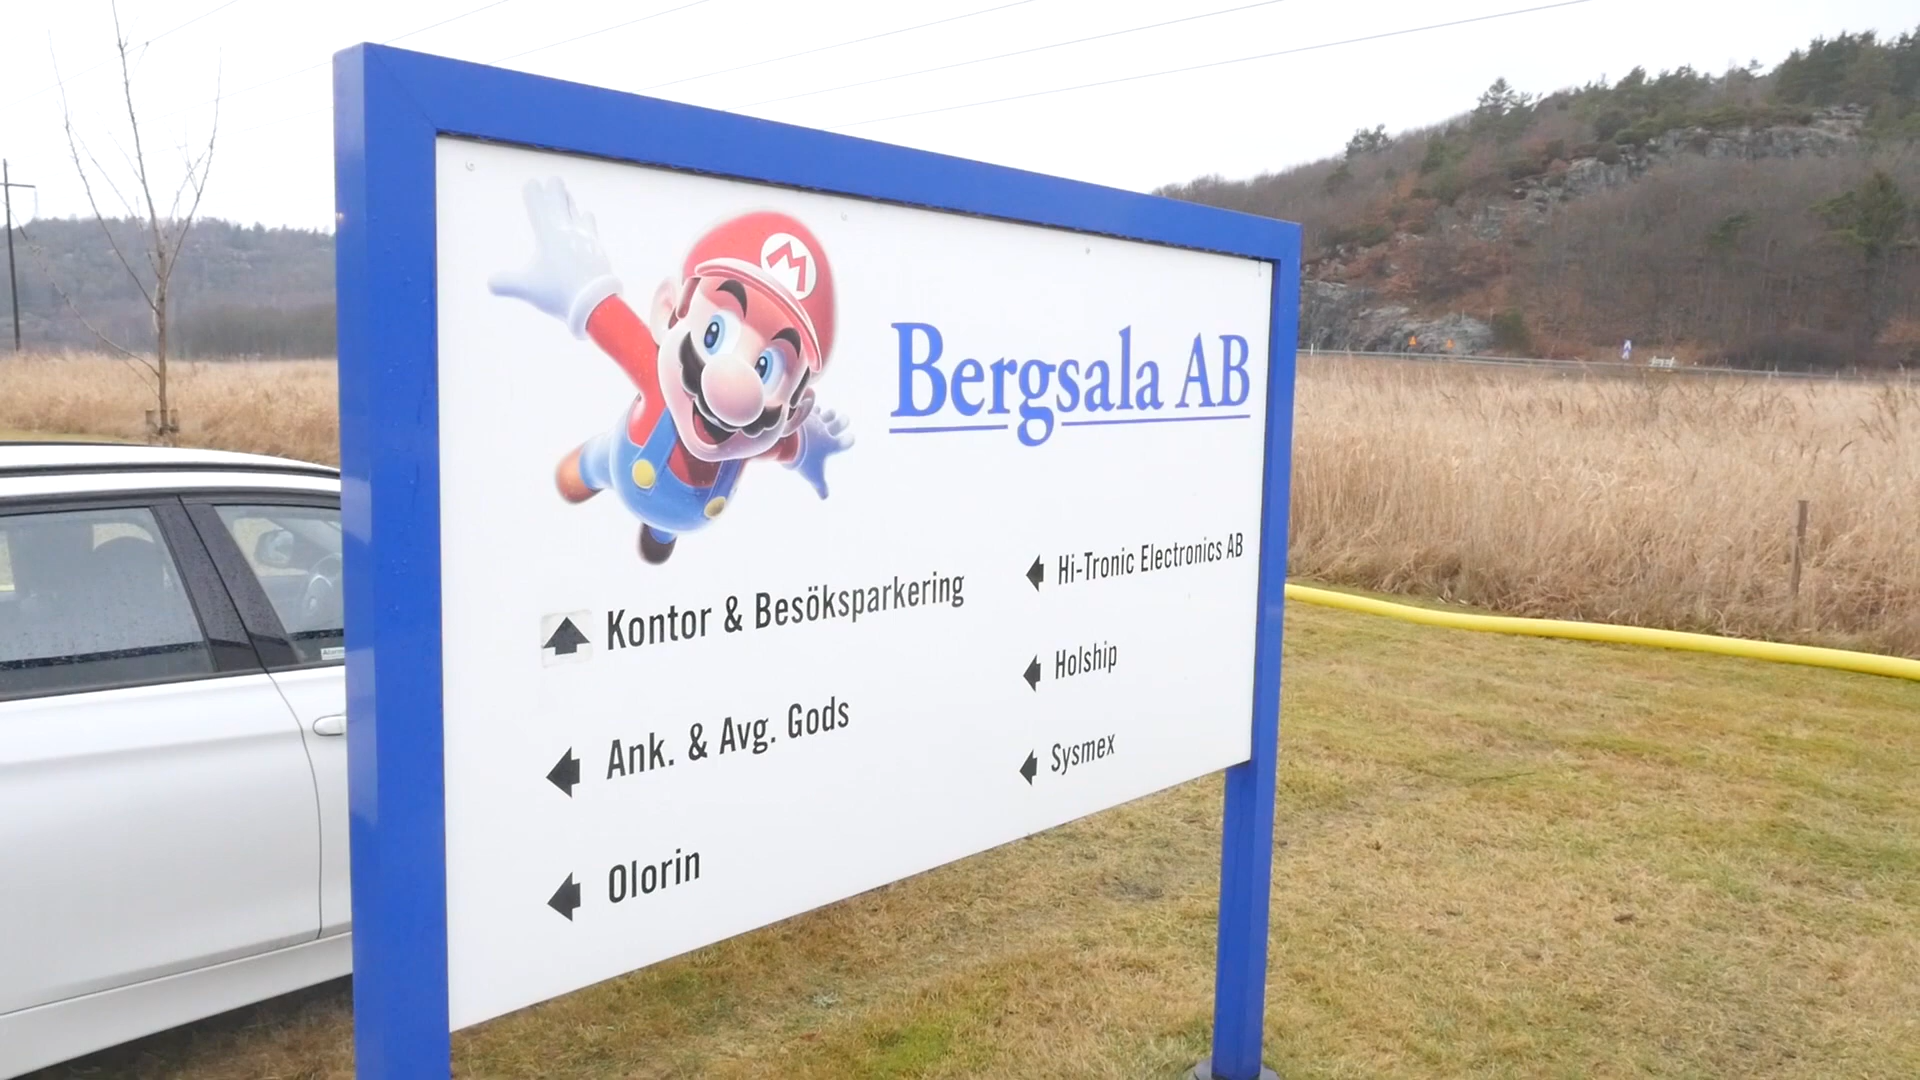 M
Bergsala AB
Kontor & Besöksparkering
Ank. & Avg. Gods
Olorin
Hi-Tronic Electronics AB
Holship
Sysmex